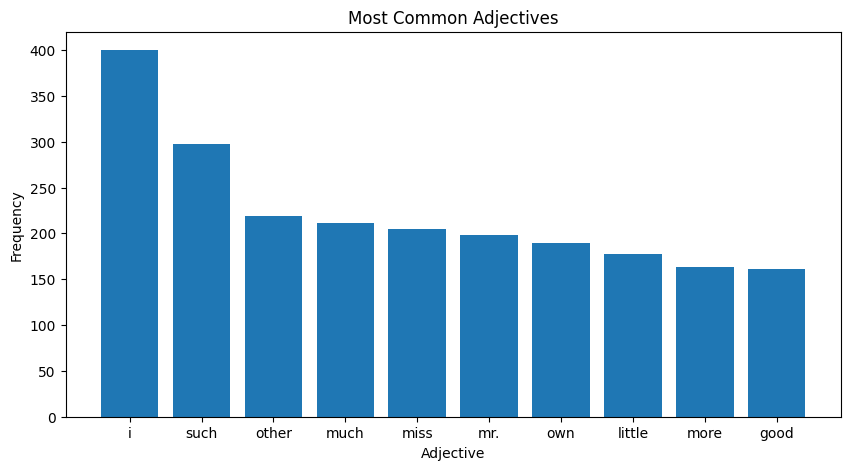 Most Common Adjectives
Frequency
400
350
300
250
200
150
100
50
0
i such other much miss mr. own little more good
Adjective